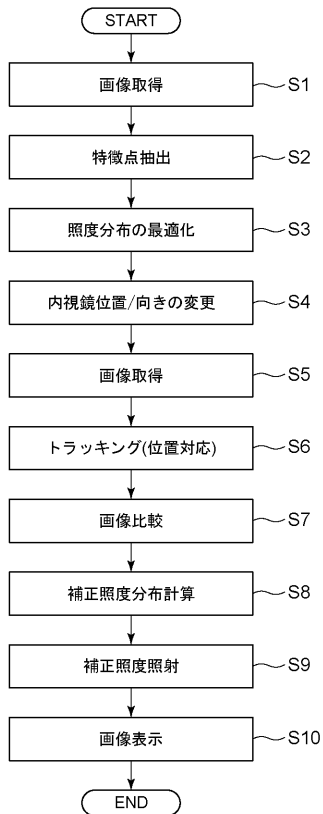 START
画像取得 S1
特徴点抽出 S2
照度分布の最適化 S3
内視鏡位置/向きの変更 S4
画像取得 S5
トラッキング(位置対応) S6
画像比較 S7
補正照度分布計算 S8
補正照度照射 S9
画像表示 S10
END